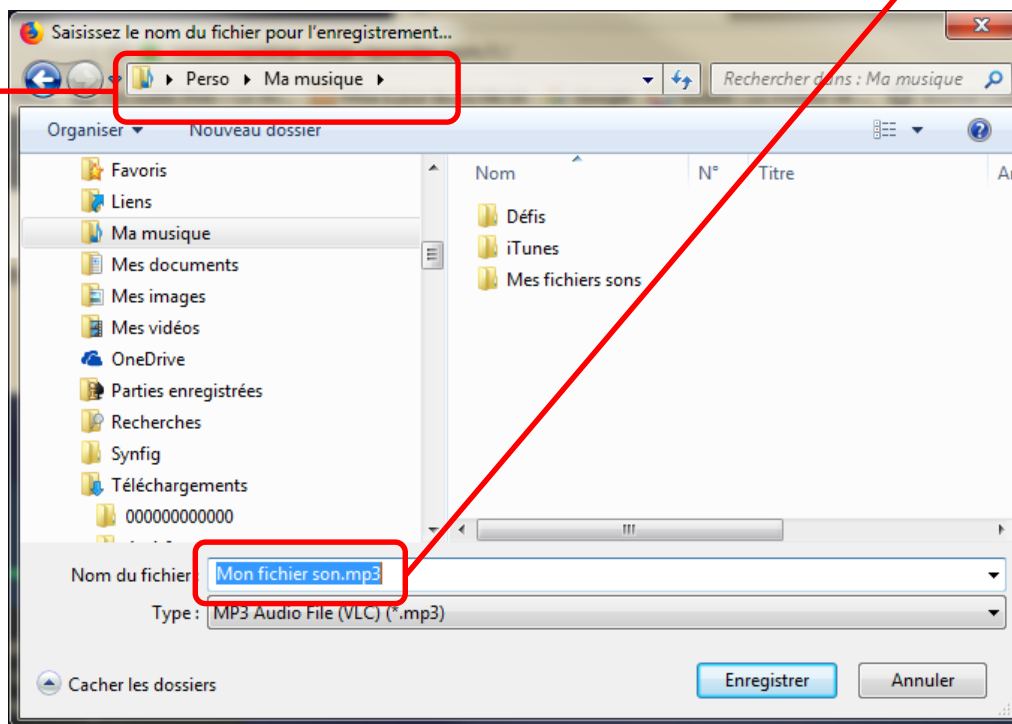 Saisissez le nom du fichier pour l'enregistrement...
Perso Ma musique
Rechercher dans : Ma musique
Organiser Nouveau dossier
Favoris
Liens
Ma musique
Mes documents
Mes images
Mes vidéos
OneDrive
Parties enregistrées
Recherches
Synfig
Téléchargements
000000000000
Nom N° Titre
Défis
iTunes
Mes fichiers sons
Nom du fichier : Mon fichier son.mp3
Type : MP3 Audio File (VLC) (*.mp3)
Cacher les dossiers
Enregistrer Annuler